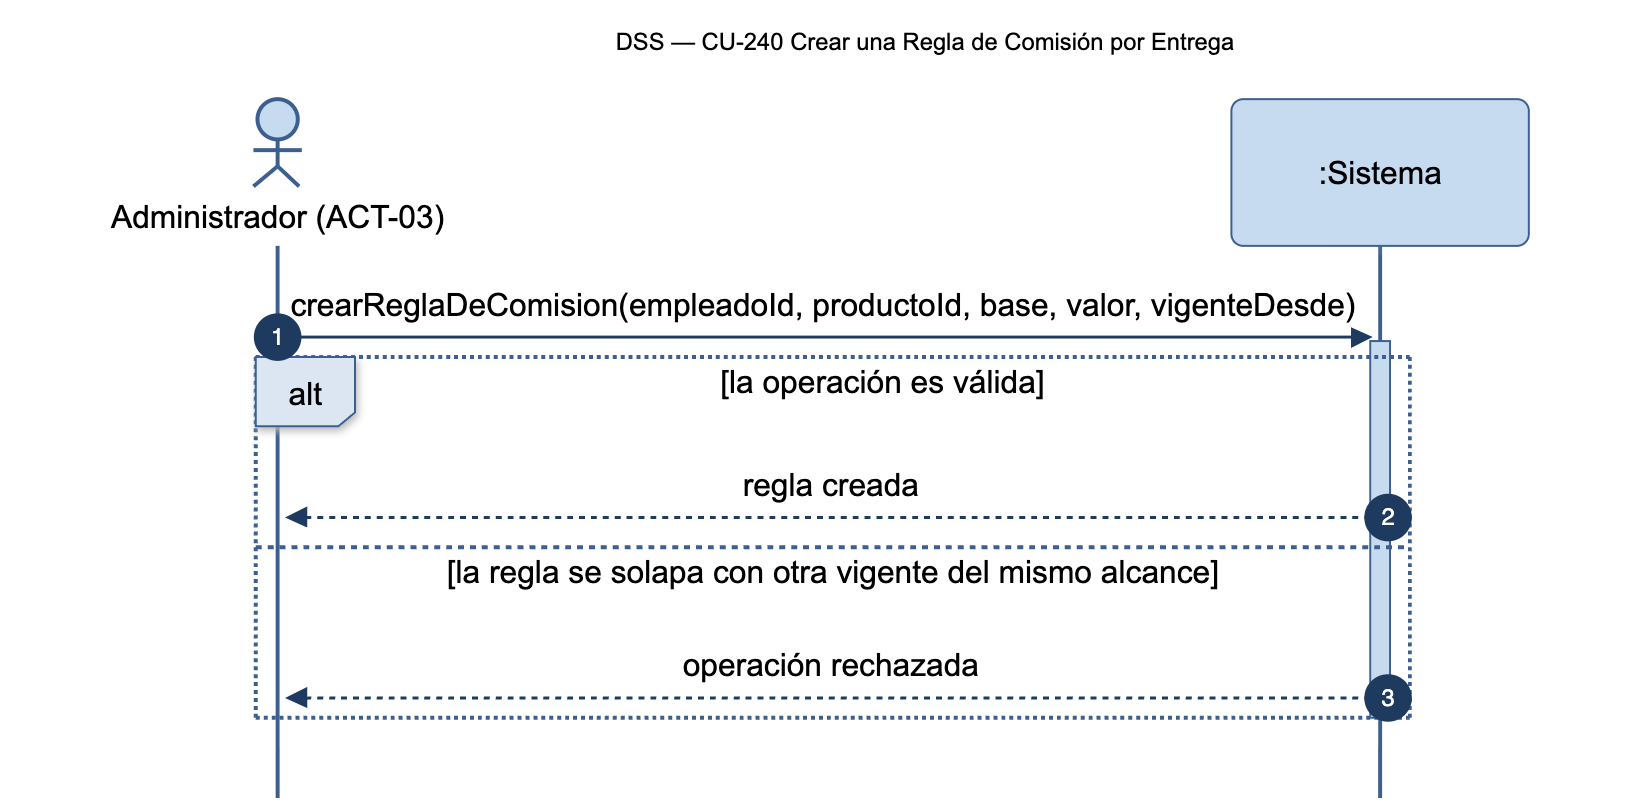 DSS — CU-240 Crear una Regla de Comisión por Entrega
Administrador (ACT-03)
:Sistema
crearReglaDeComision(empleadoId, productoId, base, valor, vigenteDesde)
1
alt
[la operación es válida]
regla creada
2
[la regla se solapa con otra vigente del mismo alcance]
operación rechazada
3